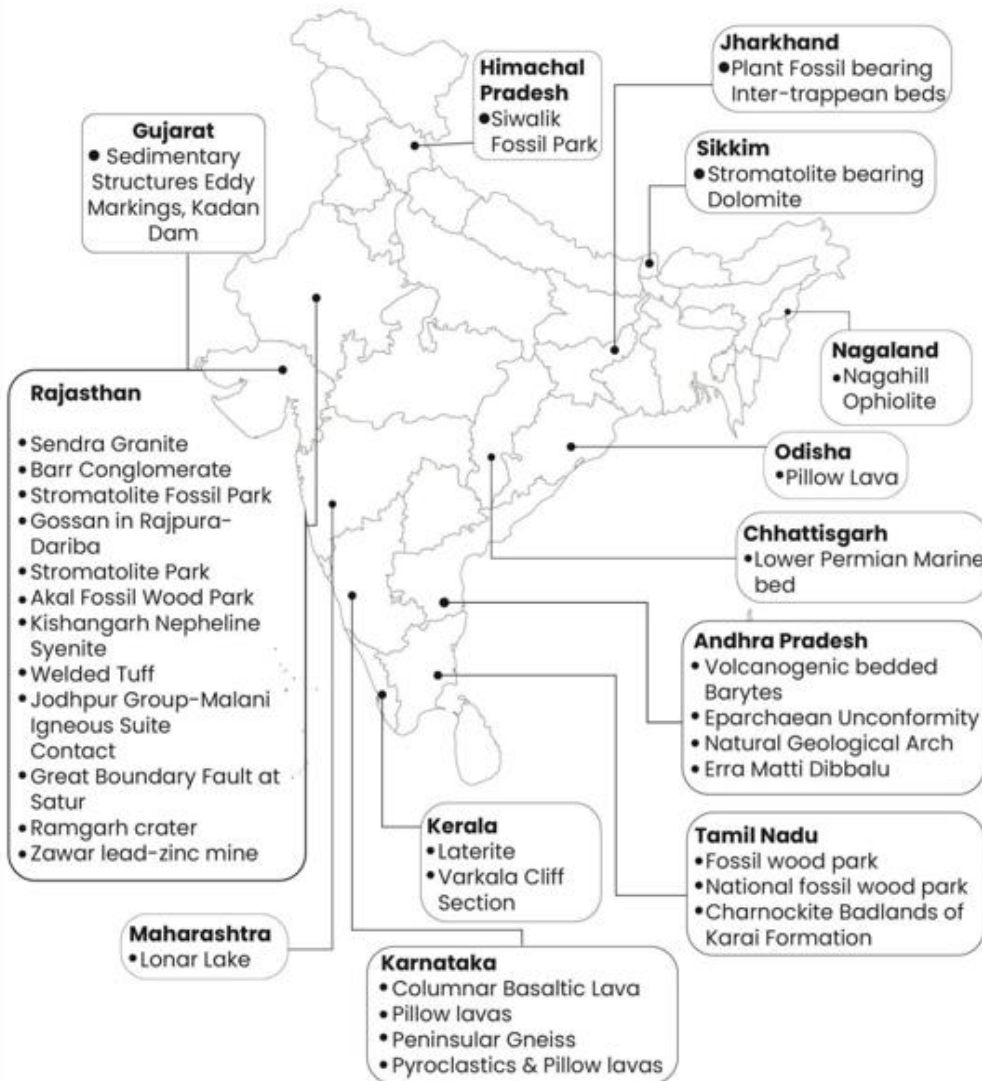 Jharkhand
•Plant Fossil bearing
Inter-trappean beds
Himachal
Pradesh
•Siwalik
Fossil Park
Gujarat
• Sedimentary
Structures Eddy
Markings, Kadan
Dam
Sikkim
•Stromatolite bearing
Dolomite
Nagaland
•Nagahill
Ophiolite
Rajasthan
•Sendra Granite
•Barr Conglomerate
•Stromatolite Fossil Park
•Gossan in Rajpura-
Dariba
•Stromatolite Park
•Akal Fossil Wood Park
•Kishangarh Nepheline
Syenite
•Welded Tuff
•Jodhpur Group-Malani
Igneous Suite
Contact
•Great Boundary Fault at
Satur
•Ramgarh crater
•Zawar lead-zinc mine
Odisha
•Pillow Lava
Chhattisgarh
•Lower Permian Marine
bed
Andhra Pradesh
• Volcanogenic bedded
Barytes
•Eparchaean Unconformity
•Natural Geological Arch
•Erra Matti Dibbalu
Kerala
•Laterite
•Varkala Cliff
Section
Tamil Nadu
•Fossil wood park
•National fossil wood park
•Charnockite Badlands of
Karai Formation
Maharashtra
•Lonar Lake
Karnataka
•Columnar Basaltic Lava
•Pillow lavas
•Peninsular Gneiss
•Pyroclastics & Pillow lavas